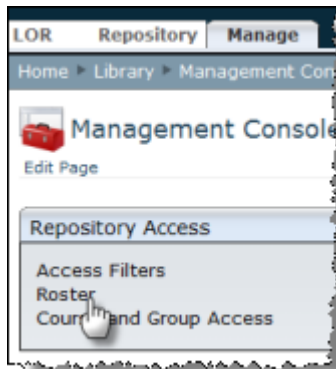 LOR Repository Manage
Home Library Management Con
Management Console
Edit Page
Repository Access
Access Filters
Roster
and Group Access